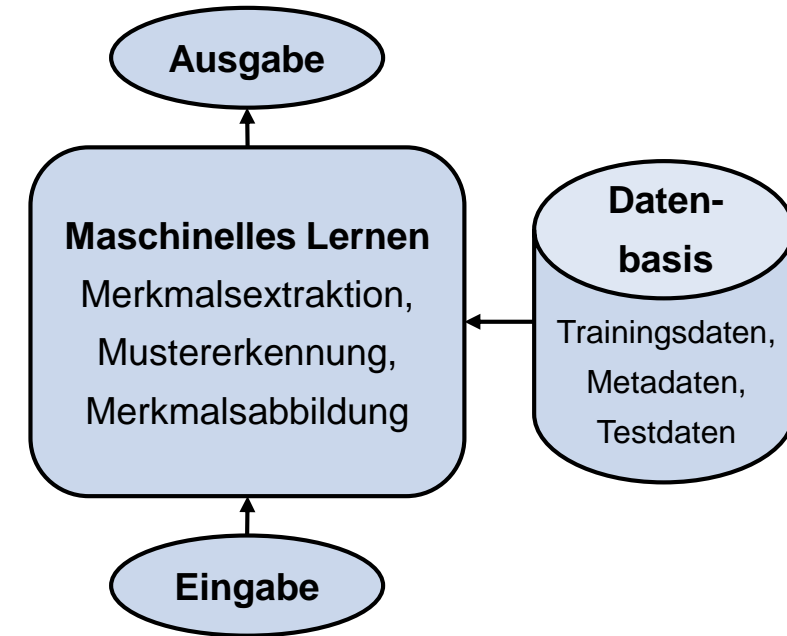 Ausgabe
Maschinelles Lernen
Merkmalsextraktion,
Mustererkennung,
Merkmalsabbildung
Daten-
basis
Trainingsdaten,
Metadaten,
Testdaten
Eingabe